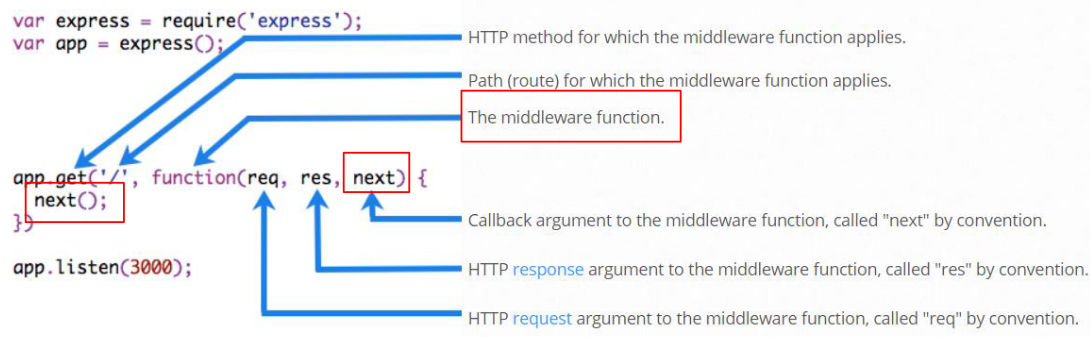 var express = require('express');
var app = express();
HTTP method for which the middleware function applies.
Path (route) for which the middleware function applies.
The middleware function.
app.get('/', function(req, res, next) {
next();
})
Callback argument to the middleware function, called "next" by convention.
app.listen(3000);
HTTP response argument to the middleware function, called "res" by convention.
HTTP request argument to the middleware function, called "req" by convention.